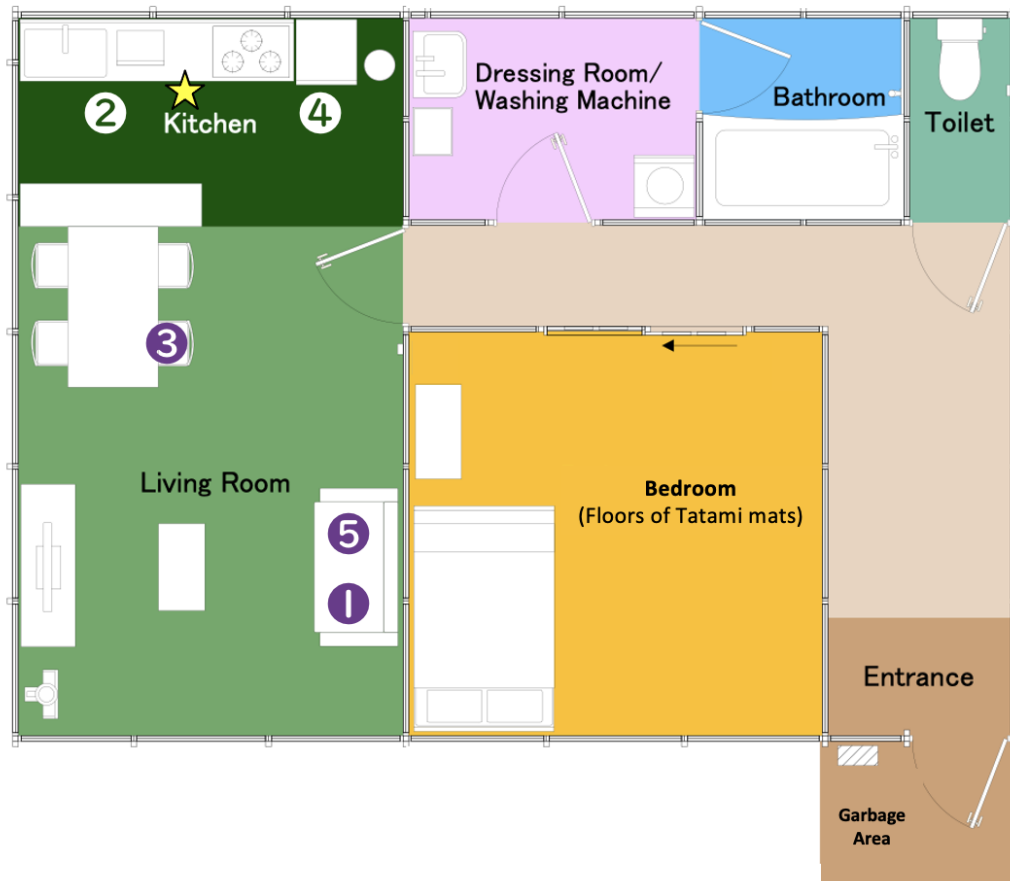 Dressing Room/
Washing Machine
Bathroom
Toilet
2
Kitchen
4
3
Living Room
5
1
Bedroom
(Floors of Tatami mats)
Entrance
Garbage
Area